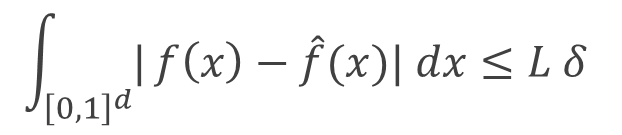 ∫_{[0,1]^d} |f(x) − f̂(x)| dx ≤ L δ